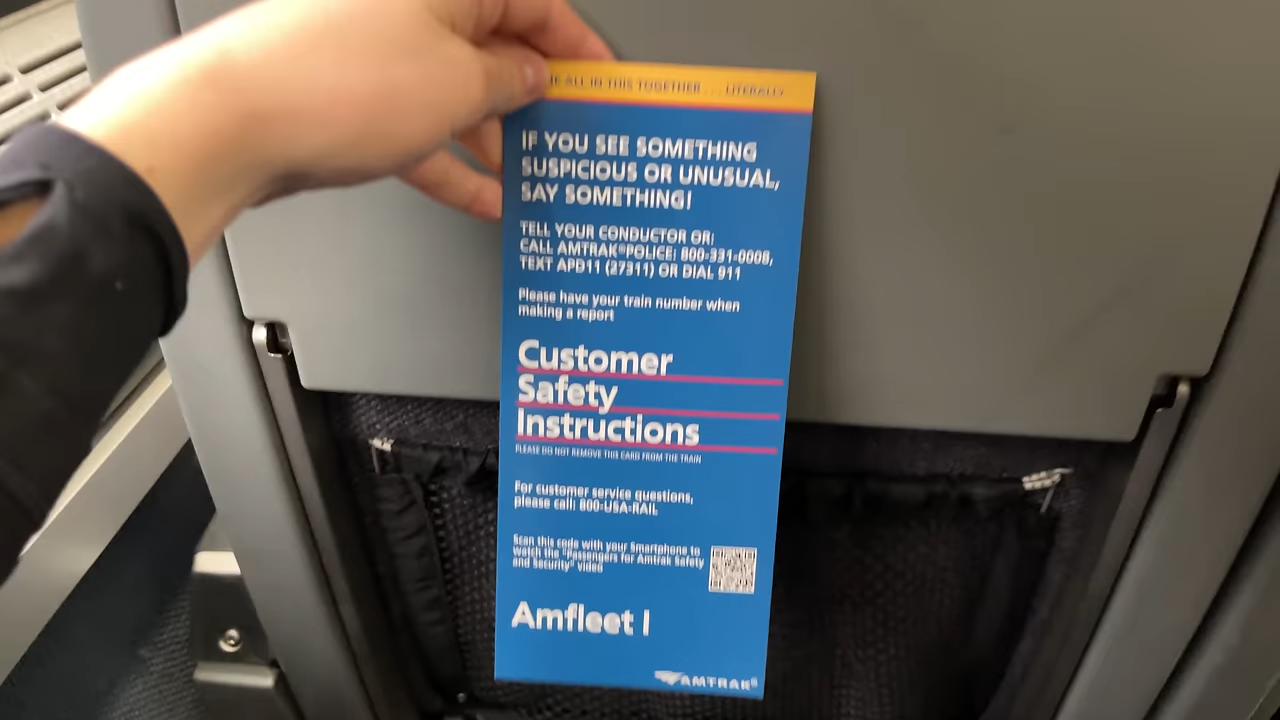 ALL IN THIS TOGETHER . . . LITERALLY
IF YOU SEE SOMETHING
SUSPICIOUS OR UNUSUAL,
SAY SOMETHING!
TELL YOUR CONDUCTOR OR:
CALL AMTRAK® POLICE: 800-331-0008,
TEXT APD11 (27311) OR DIAL 911
Please have your train number when
making a report
Customer
Safety
Instructions
PLEASE DO NOT REMOVE THIS CARD FROM THE TRAIN
For customer service questions,
please call: 800-USA-RAIL
Scan this code with your Smartphone to
watch the "Passengers for Amtrak Safety
and Security" video
Amfleet I
AMTRAK®